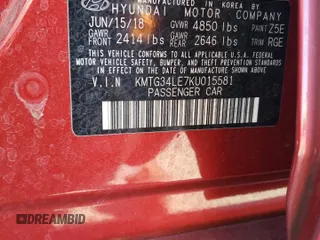 MANUFACTURED IN KOREA BY
HYUNDAI MOTOR COMPANY
JUN/15/18 GVWR 4850 lbs PAINT Z5E
GAWR FRONT 2414 lbs GAWR REAR 2646 lbs TRIM RGE
THIS VEHICLE CONFORMS TO ALL APPLICABLE U.S.
FEDERAL MOTOR VEHICLE SAFETY, BUMPER, AND
THEFT PREVENTION STANDARDS IN EFFECT ON THE
DATE OF MANUFACTURE SHOWN ABOVE.
V.I.N KMTG34LE7KU015581
PASSENGER CAR
DREAMBID